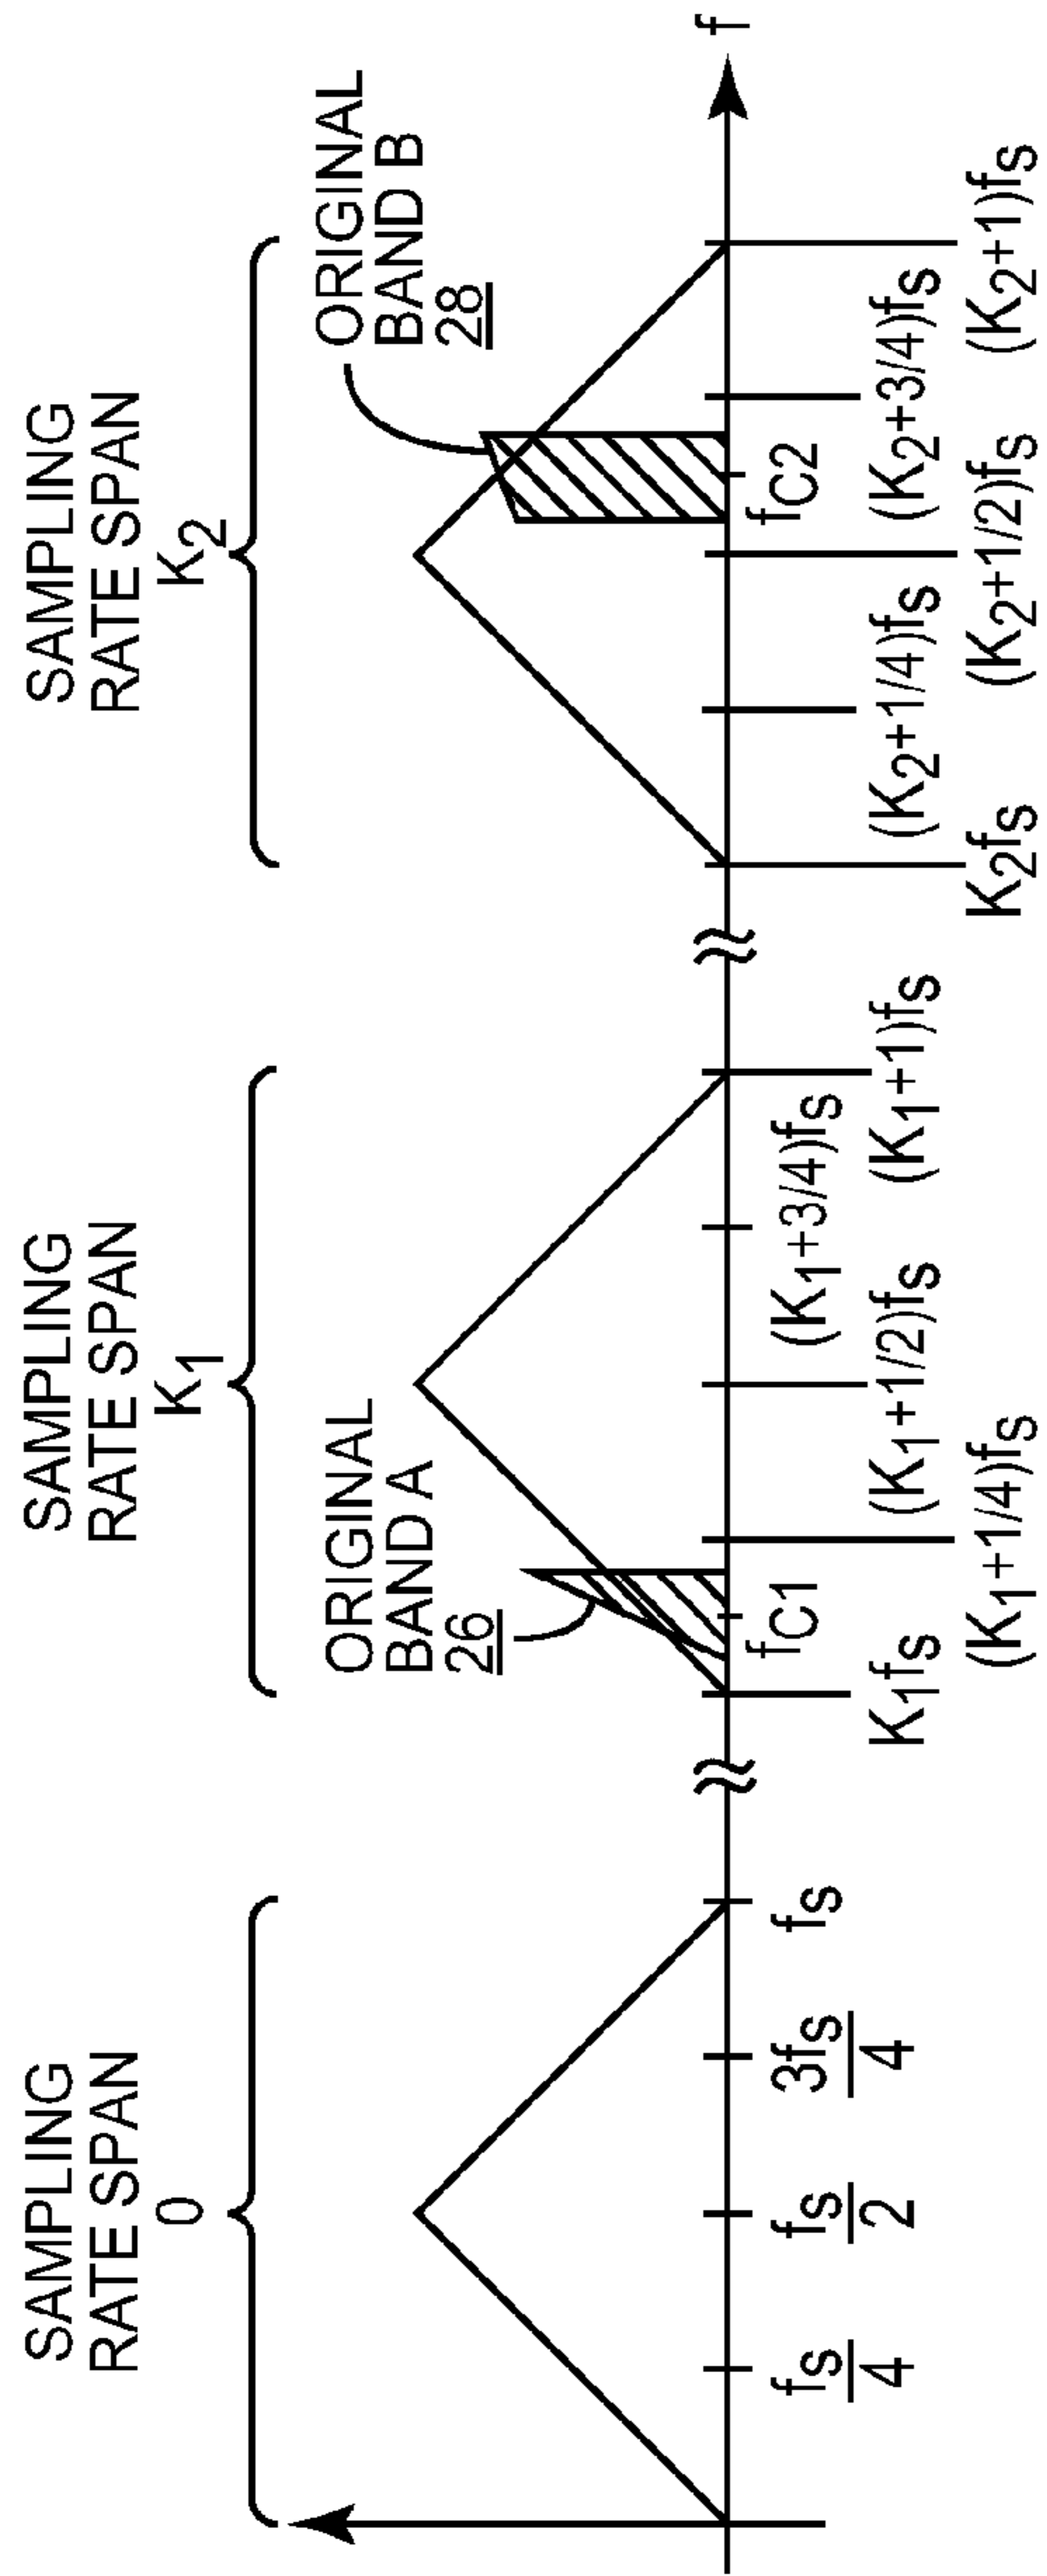 SAMPLING
RATE SPAN
0
SAMPLING
RATE SPAN
K1
SAMPLING
RATE SPAN
K2
ORIGINAL
BAND A
26
ORIGINAL
BAND B
28
f
fS/4
fS/2
3fS/4
fS
K1fS
fC1
(K1+1/4)fS
(K1+1/2)fS
(K1+3/4)fS
(K1+1)fS
K2fS
(K2+1/4)fS
(K2+1/2)fS
fC2
(K2+3/4)fS
(K2+1)fS